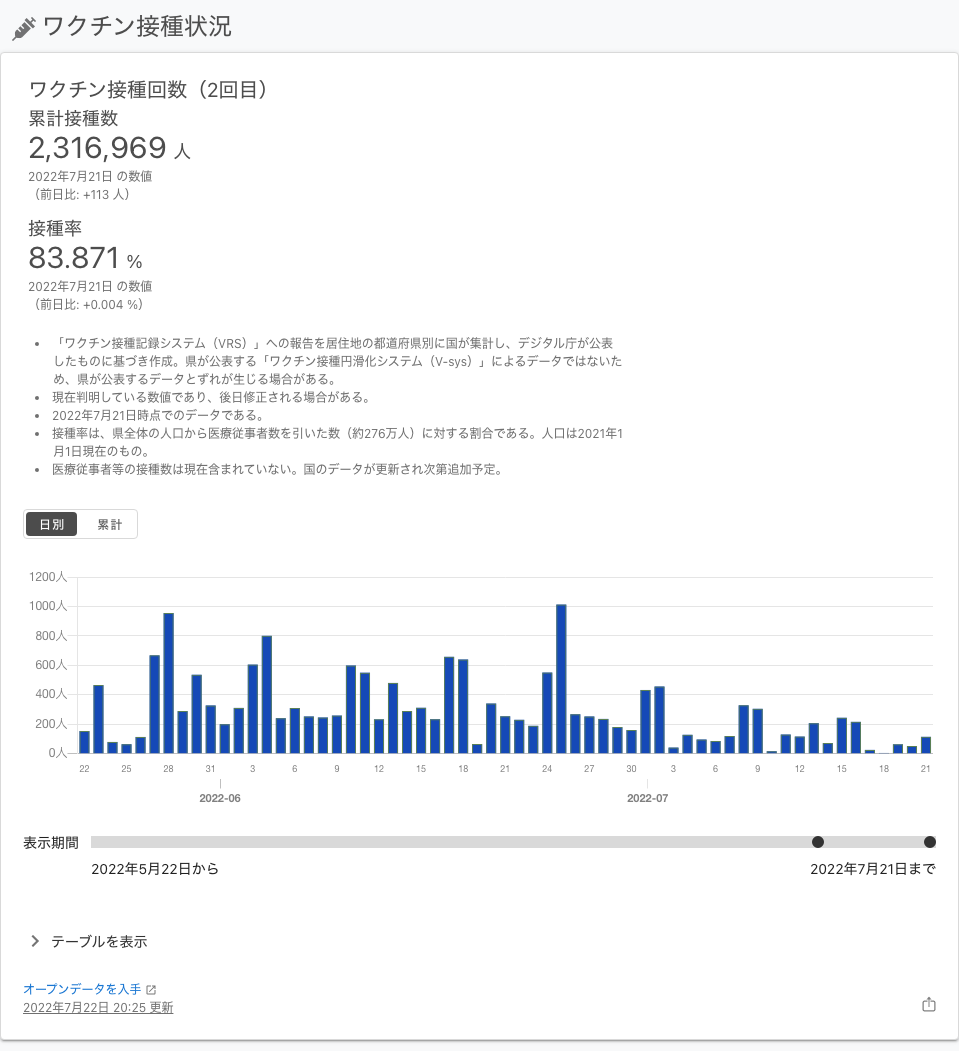 ワクチン接種状況
ワクチン接種回数（2回目）
累計接種数
2,316,969 人
2022年7月21日 の数値
（前日比: +113 人）
接種率
83.871 %
2022年7月21日 の数値
（前日比: +0.004 %）
• 「ワクチン接種記録システム（VRS）」への報告を居住地の都道府県別に国が集計し、デジタル庁が公表
したものに基づき作成。県が公表する「ワクチン接種円滑化システム（V-sys）」によるデータではないた
め、県が公表するデータとずれが生じる場合がある。
• 現在判明している数値であり、後日修正される場合がある。
• 2022年7月21日時点でのデータである。
• 接種率は、県全体の人口から医療従事者数を引いた数（約276万人）に対する割合である。人口は2021年1
月1日現在のもの。
• 医療従事者等の接種数は現在含まれていない。国のデータが更新され次第追加予定。
日別 累計
1200人
1000人
800人
600人
400人
200人
0人
22 25 28 31 3 6 9 12 15 18 21 24 27 30 3 6 9 12 15 18 21
2022-06 2022-07
表示期間
2022年5月22日から 2022年7月21日まで
テーブルを表示
オープンデータを入手
2022年7月22日 20:25 更新